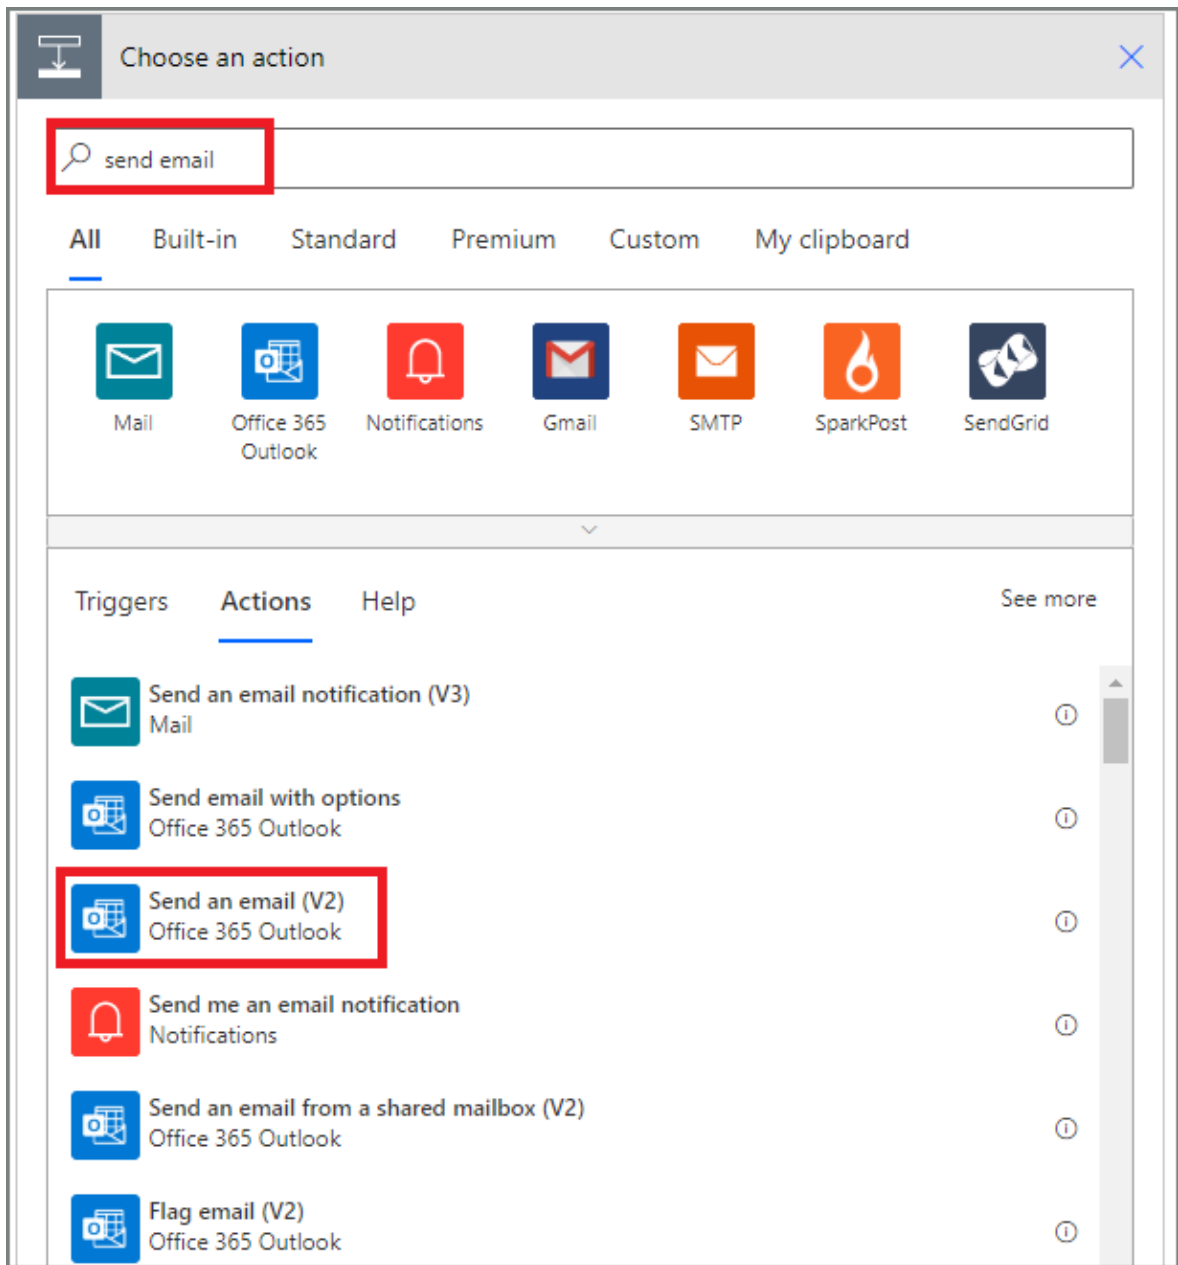 Choose an action
send email
All Built-in Standard Premium Custom My clipboard
Mail Office 365 Notifications Gmail SMTP SparkPost SendGrid
Outlook
Triggers Actions Help See more
Send an email notification (V3)
Mail
Send email with options
Office 365 Outlook
Send an email (V2)
Office 365 Outlook
Send me an email notification
Notifications
Send an email from a shared mailbox (V2)
Office 365 Outlook
Flag email (V2)
Office 365 Outlook